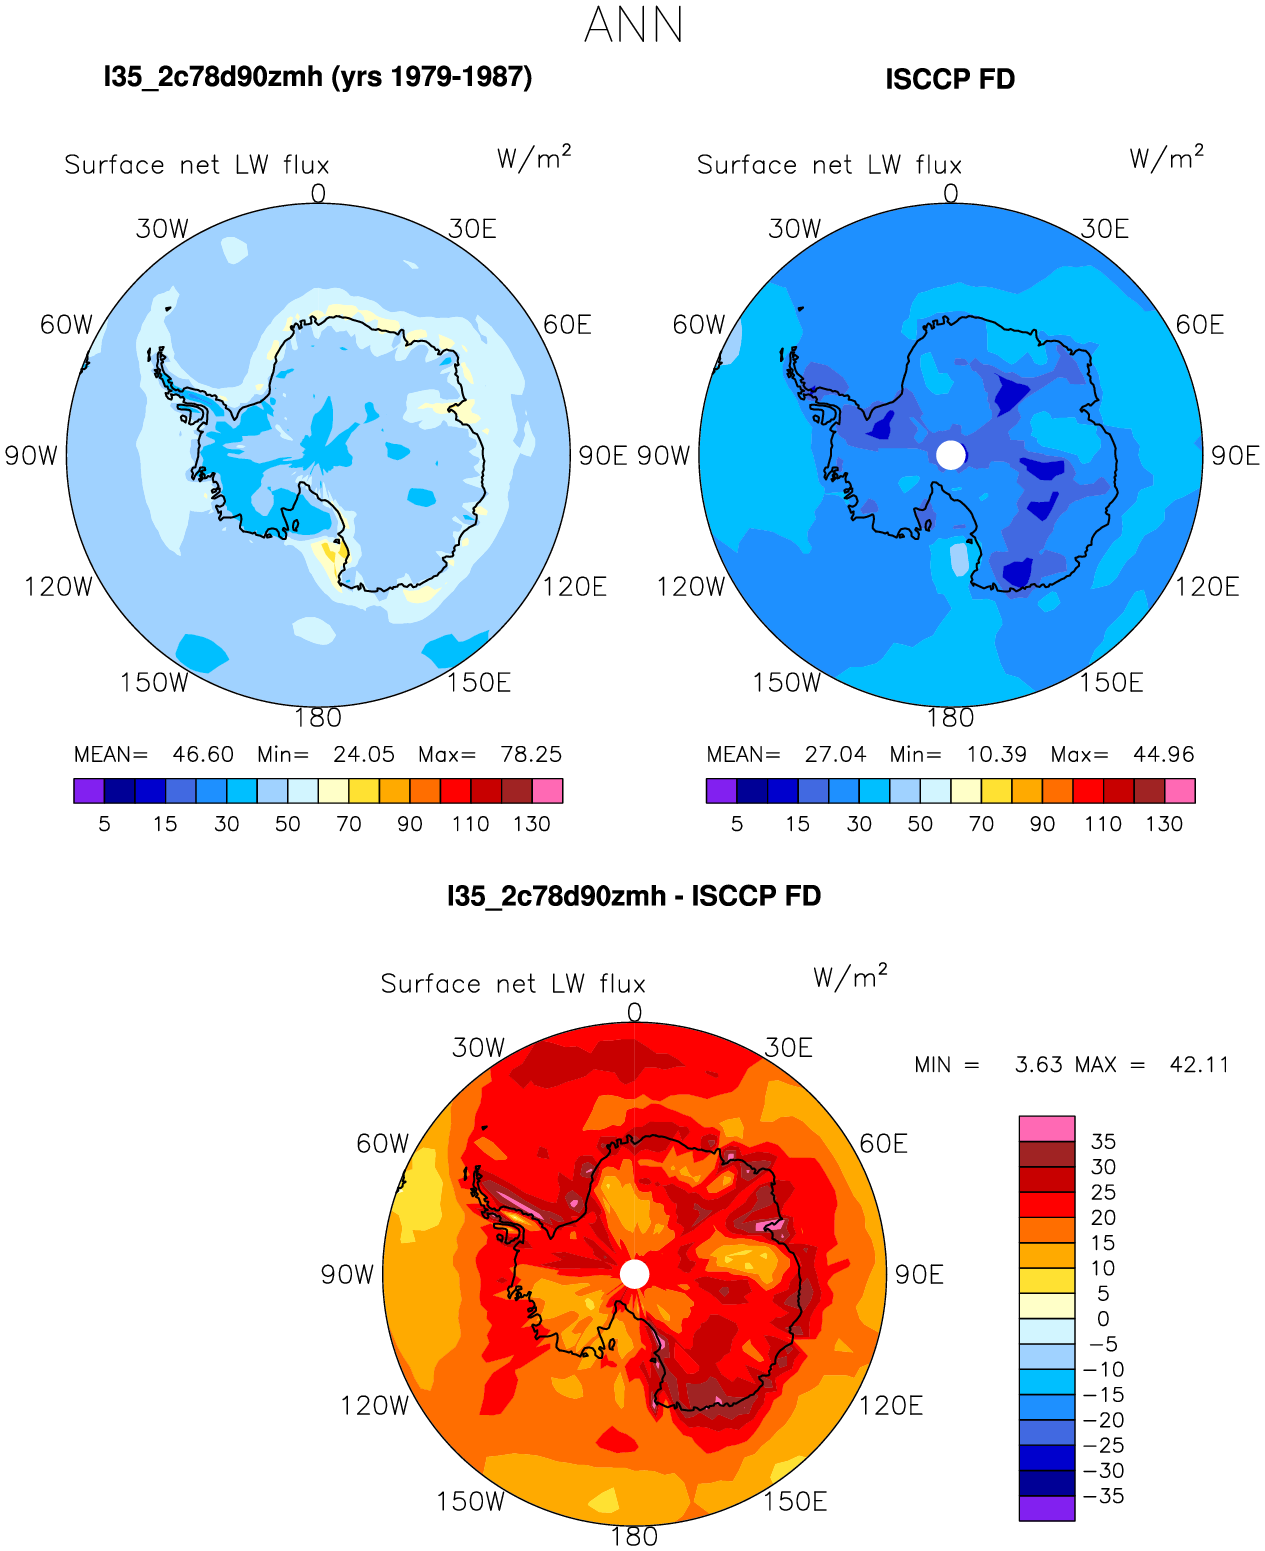 ANN
I35_2c78d90zmh (yrs 1979-1987)
ISCCP FD
Surface net LW flux W/m²
Surface net LW flux W/m²
0
0
30W 30E
30W 30E
60W 60E
60W 60E
90W 90E
90W 90E
120W 120E
120W 120E
150W 150E
150W 150E
180
180
MEAN= 46.60 Min= 24.05 Max= 78.25
MEAN= 27.04 Min= 10.39 Max= 44.96
5 15 30 50 70 90 110 130
5 15 30 50 70 90 110 130
I35_2c78d90zmh - ISCCP FD
Surface net LW flux W/m²
0
30W 30E
MIN = 3.63 MAX = 42.11
60W 60E
90W 90E
120W 120E
150W 150E
180
35
30
25
20
15
10
5
0
−5
−10
−15
−20
−25
−30
−35